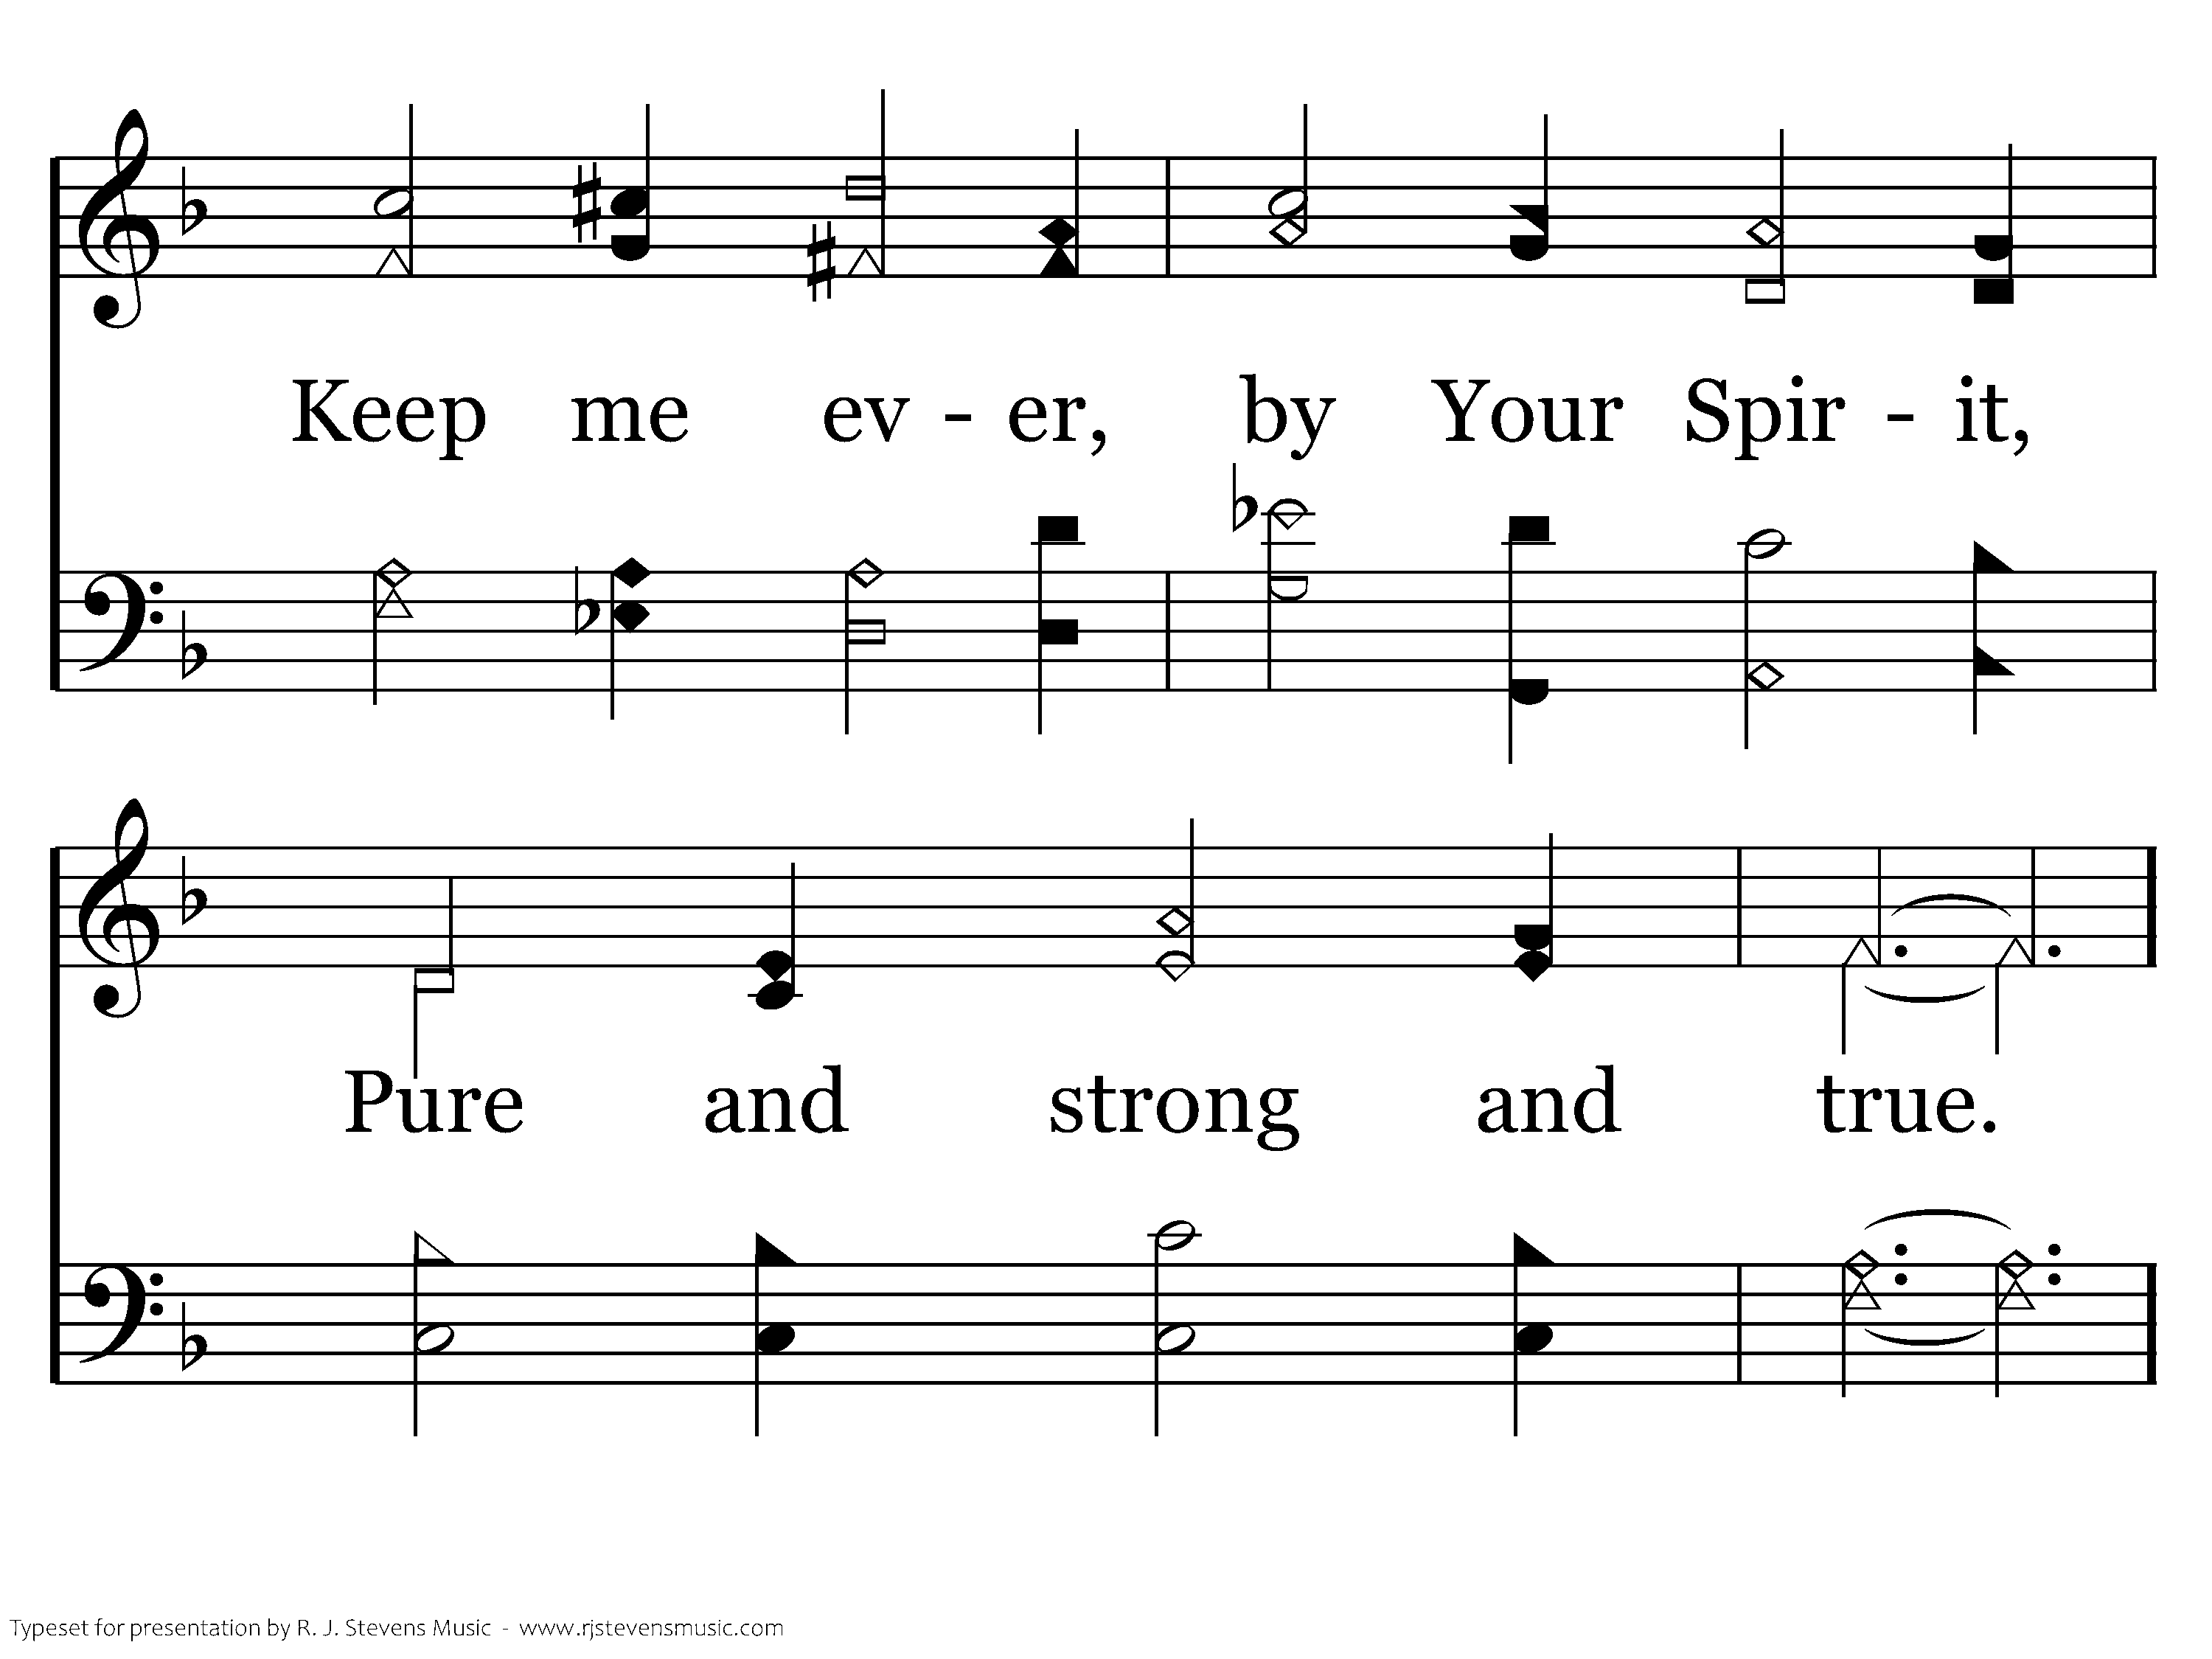 Keep me ev - er, by Your Spir - it,
Pure and strong and true.
Typeset for presentation by R. J. Stevens Music - www.rjstevensmusic.com